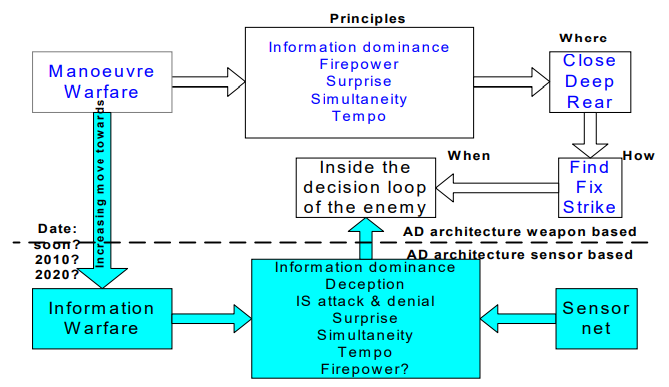 Principles
Where
Manoeuvre
Warfare
Information dominance
Firepower
Surprise
Simultaneity
Tempo
Close
Deep
Rear
When
How
Inside the
decision loop
of the enemy
Find
Fix
Strike
Increasing move towards
Date:
soon?
2010?
2020?
AD architecture weapon based
AD architecture sensor based
Information
Warfare
Information dominance
Deception
IS attack & denial
Surprise
Simultaneity
Tempo
Firepower?
Sensor
net